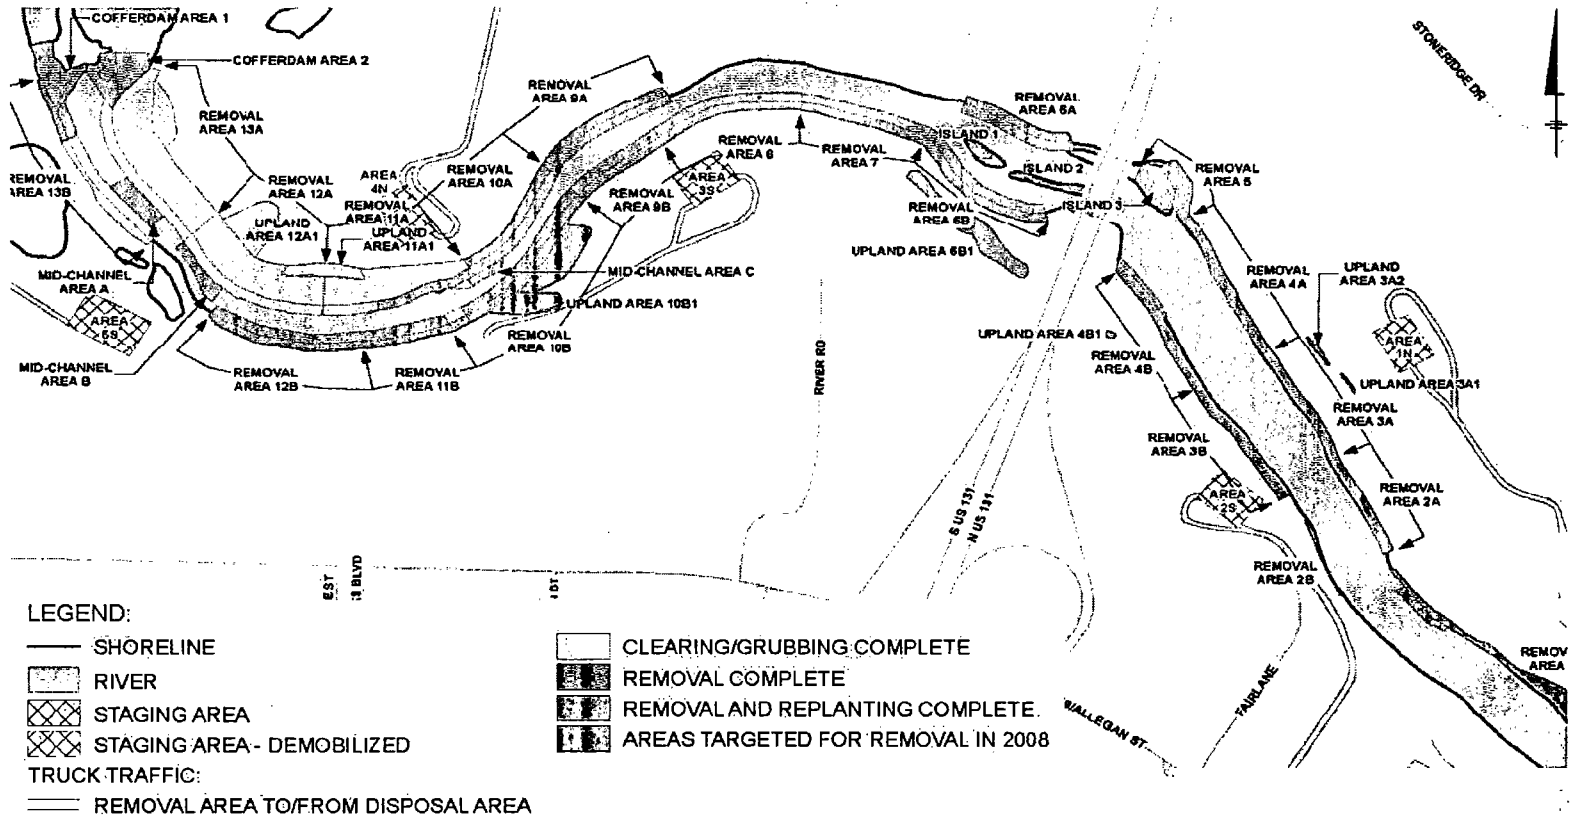 COFFERDAM AREA 1
COFFERDAM AREA 2
REMOVAL
AREA 13A
REMOVAL
AREA 13B
REMOVAL
AREA 12A
UPLAND
AREA 12A1
AREA
4N
REMOVAL
AREA 11A
UPLAND
AREA 11A1
REMOVAL
AREA 10A
REMOVAL
AREA 9A
REMOVAL
AREA 9B
AREA
3S
REMOVAL
AREA 8
REMOVAL
AREA 7
ISLAND 1
REMOVAL
AREA 6A
ISLAND 2
ISLAND 3
REMOVAL
AREA 5
REMOVAL
AREA 6B
UPLAND AREA 6B1
STONERIDGE DR
MID-CHANNEL
AREA A
AREA
5S
MID-CHANNEL
AREA B
REMOVAL
AREA 12B
REMOVAL
AREA 11B
REMOVAL
AREA 10B
UPLAND AREA 10B1
MID-CHANNEL AREA C
RIVER RD
UPLAND AREA 4B1
REMOVAL
AREA 4B
REMOVAL
AREA 4A
UPLAND
AREA 3A2
AREA
1N
UPLAND AREA 3A1
REMOVAL
AREA 3A
REMOVAL
AREA 3B
AREA
2S
REMOVAL
AREA 2A
REMOVAL
AREA 2B
REMOV
AREA
S US 131
N US 131
FAIRLANE
ALLEGAN ST
EST
BLVD
LEGEND:
SHORELINE
RIVER
STAGING AREA
STAGING AREA - DEMOBILIZED
TRUCK TRAFFIC:
REMOVAL AREA TO/FROM DISPOSAL AREA
CLEARING/GRUBBING COMPLETE
REMOVAL COMPLETE
REMOVAL AND REPLANTING COMPLETE
AREAS TARGETED FOR REMOVAL IN 2008